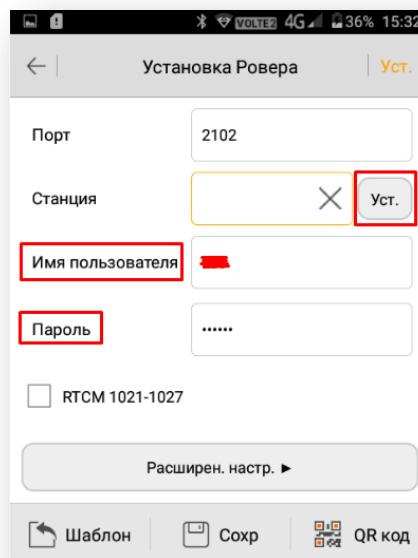 VOLTE2 4G 36% 15:32
Установка Ровера Уст.
Порт 2102
Станция Уст.
Имя пользователя
Пароль ••••••
RTCM 1021-1027
Расширен. настр. ►
Шаблон Сохр QR код